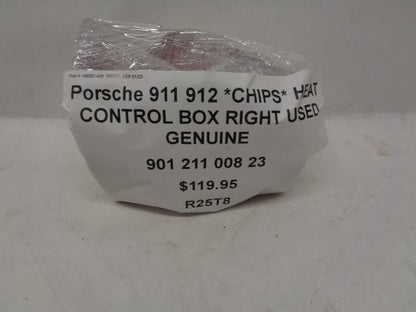 Porsche 911 912 *CHIPS* HEAT
CONTROL BOX RIGHT USED
GENUINE
901 211 008 23
$119.95
R25T8